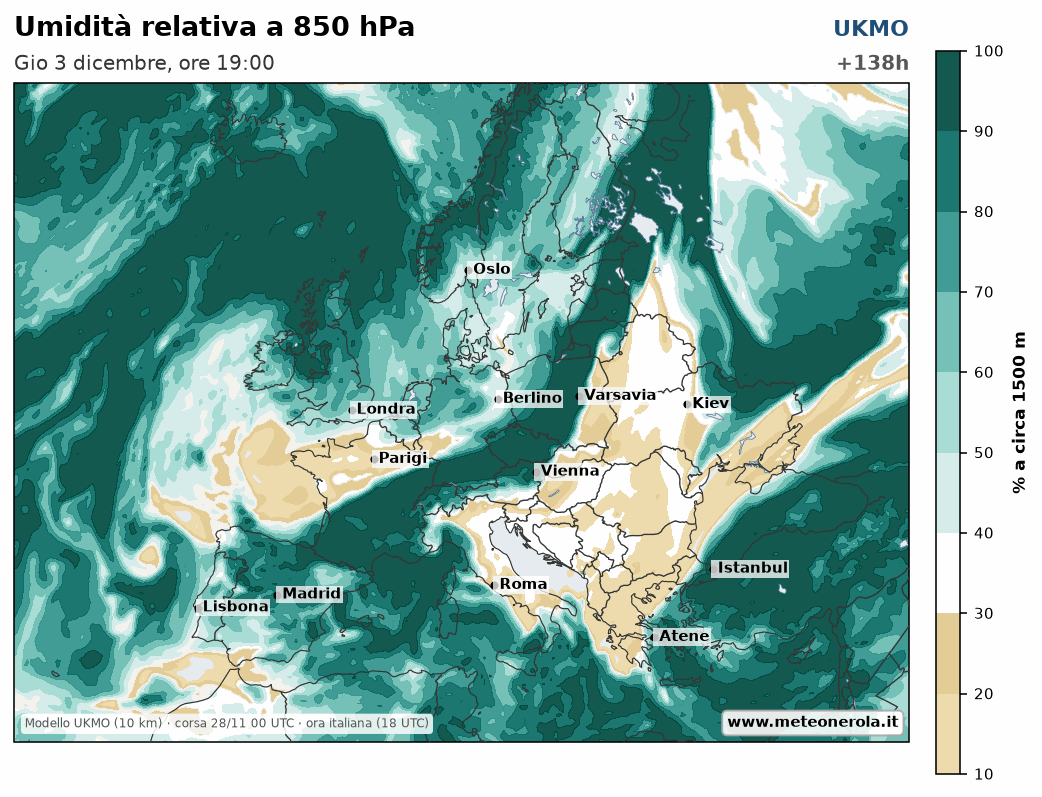 Umidità relativa a 850 hPa
UKMO
Gio 3 dicembre, ore 19:00
+138h
100
90
80
70
60
50
40
30
20
10
% a circa 1500 m
Oslo
Berlino
Varsavia
Kiev
Londra
Parigi
Vienna
Istanbul
Roma
Madrid
Lisbona
Atene
Modello UKMO (10 km) · corsa 28/11 00 UTC · ora italiana (18 UTC)
www.meteonerola.it